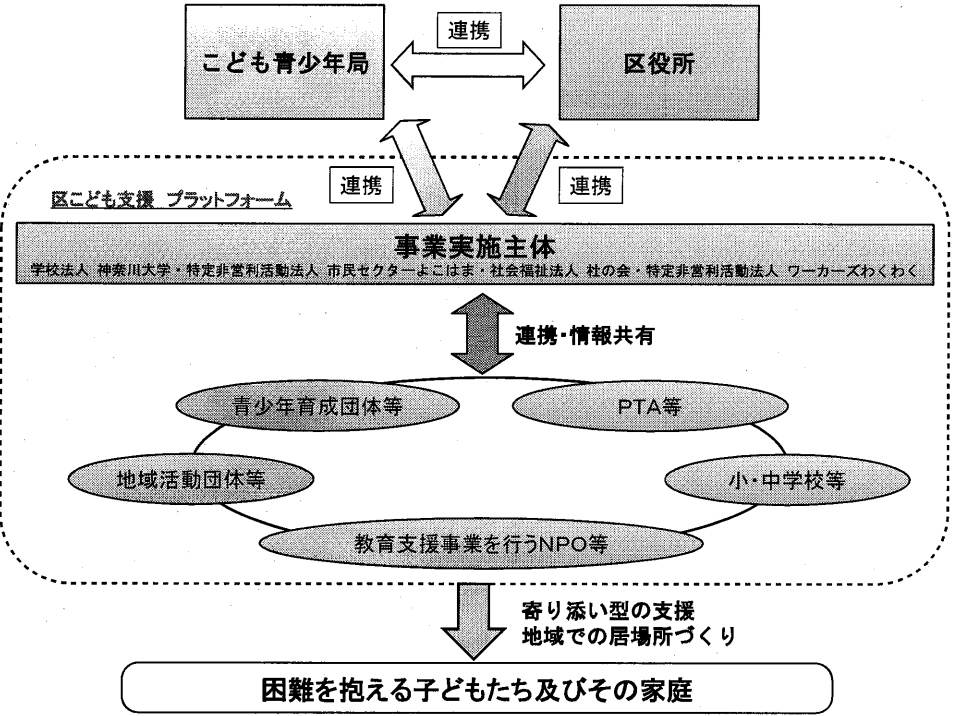 連携
こども青少年局
区役所
連携
連携
区こども支援 プラットフォーム
事業実施主体
学校法人 神奈川大学・特定非営利活動法人 市民セクターよこはま・社会福祉法人 杜の会・特定非営利活動法人 ワーカーズわくわく
連携・情報共有
青少年育成団体等
PTA等
地域活動団体等
小・中学校等
教育支援事業を行うNPO等
寄り添い型の支援
地域での居場所づくり
困難を抱える子どもたち及びその家庭